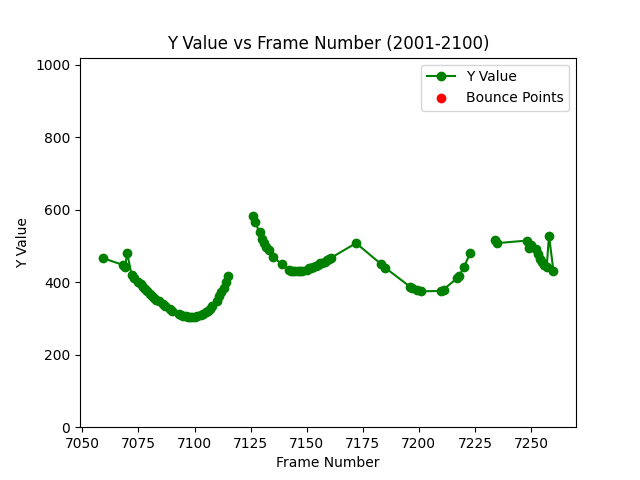 Y Value vs Frame Number (2001-2100)
Y Value
Bounce Points
1000
800
600
400
200
0
Y Value
7050 7075 7100 7125 7150 7175 7200 7225 7250
Frame Number